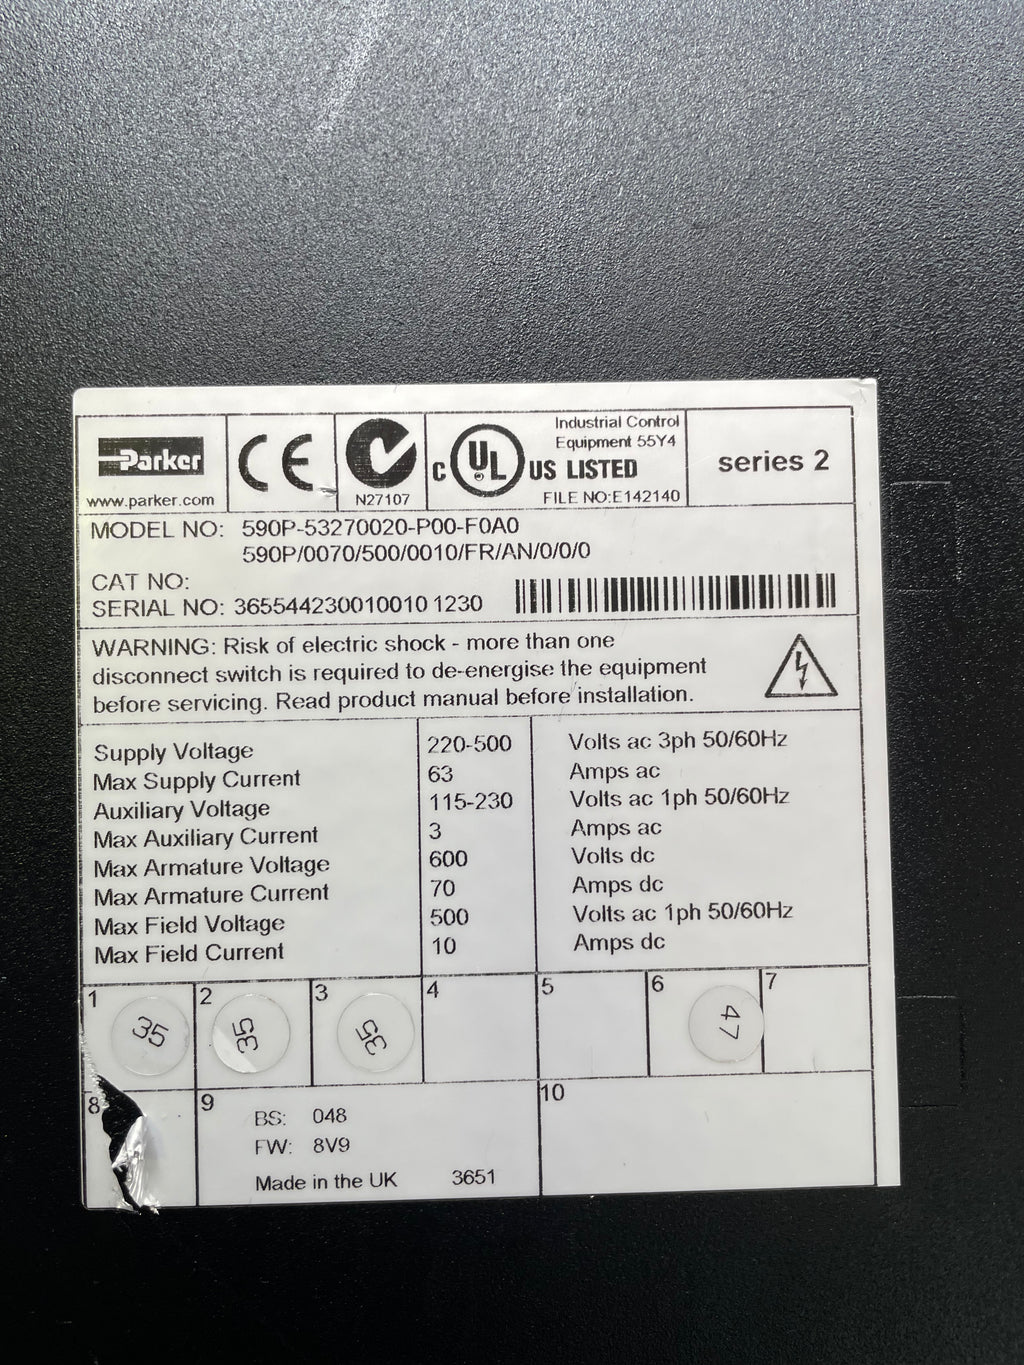 Parker
www.parker.com
CE
N27107
C UL US LISTED
Industrial Control
Equipment 55Y4
FILE NO:E142140
series 2
MODEL NO: 590P-53270020-P00-F0A0
590P/0070/500/0010/FR/AN/0/0/0
CAT NO:
SERIAL NO: 3655442300100101230
WARNING: Risk of electric shock - more than one
disconnect switch is required to de-energise the equipment
before servicing. Read product manual before installation.
Supply Voltage 220-500 Volts ac 3ph 50/60Hz
Max Supply Current 63 Amps ac
Auxiliary Voltage 115-230 Volts ac 1ph 50/60Hz
Max Auxiliary Current 3 Amps ac
Max Armature Voltage 600 Volts dc
Max Armature Current 70 Amps dc
Max Field Voltage 500 Volts ac 1ph 50/60Hz
Max Field Current 10 Amps dc
1 2 3 4 5 6 7
35 35 35 47
8 9 10
BS: 048
FW: 8V9
Made in the UK 3651